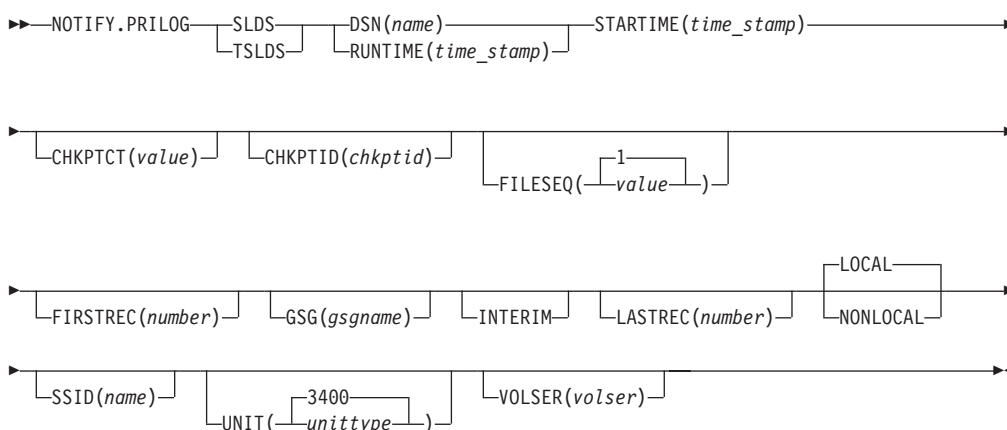 NOTIFY.PRILOG SLDS DSN(name) STARTIME(time_stamp)
TSLDS RUNTIME(time_stamp)
CHKPTCT(value) CHKPTID(chkptid) 1
FILESEQ( value )
LOCAL
FIRSTREC(number) GSG(gsgname) INTERIM LASTREC(number) NONLOCAL
SSID(name) 3400 VOLSER(volser)
UNIT( unittype )